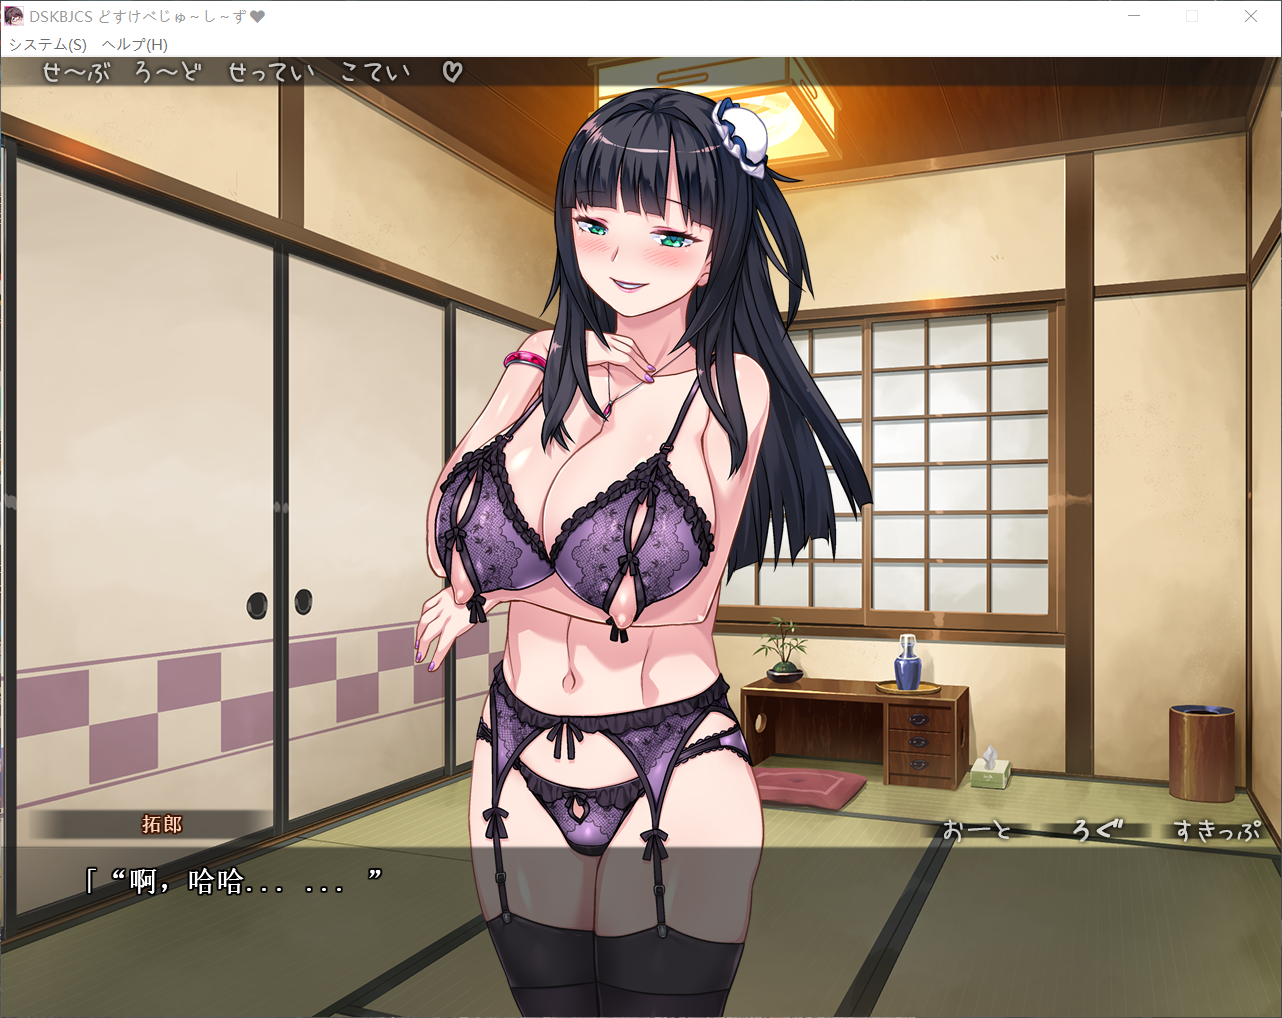 DSKBJCS どすけべじゅ～し～ず♥
システム(S) ヘルプ(H)
せ～ぶ ろ～ど せってい こてい ♡
拓郎
おーと ろぐ すきっぷ
「“啊，哈哈... ... ”